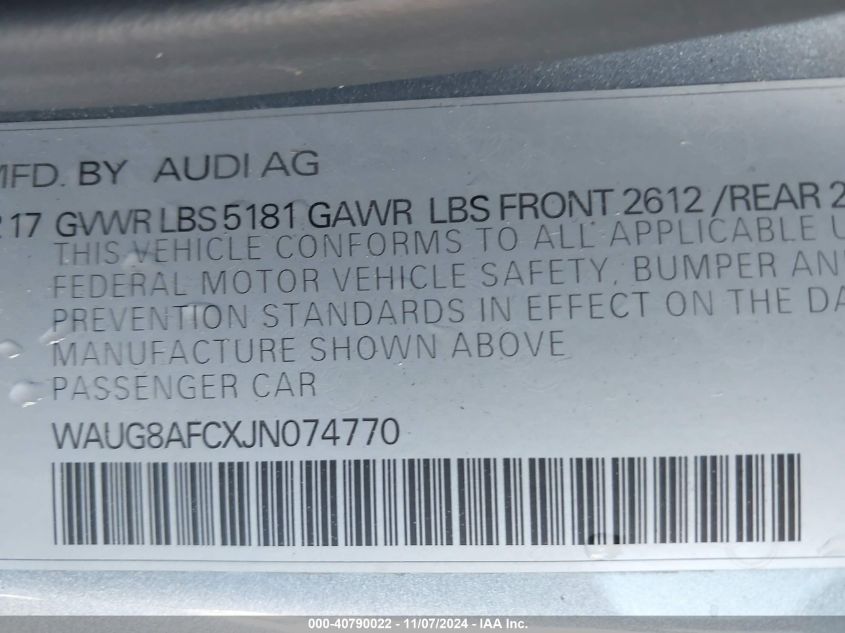 MFD. BY AUDI AG
17 GVWR LBS 5181 GAWR LBS FRONT 2612 /REAR 2
THIS VEHICLE CONFORMS TO ALL APPLICABLE U
FEDERAL MOTOR VEHICLE SAFETY, BUMPER AN
PREVENTION STANDARDS IN EFFECT ON THE DA
MANUFACTURE SHOWN ABOVE
PASSENGER CAR
WAUG8AFCXJN074770
000-40790022 - 11/07/2024 - IAA Inc.